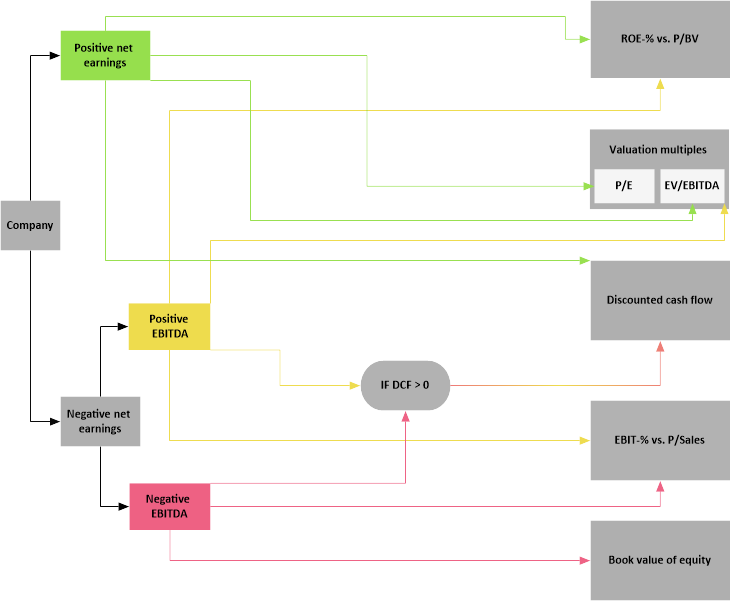 Positive net
earnings
ROE-% vs. P/BV
Valuation multiples
P/E
EV/EBITDA
Company
Discounted cash flow
Positive
EBITDA
IF DCF > 0
Negative net
earnings
EBIT-% vs. P/Sales
Negative
EBITDA
Book value of equity